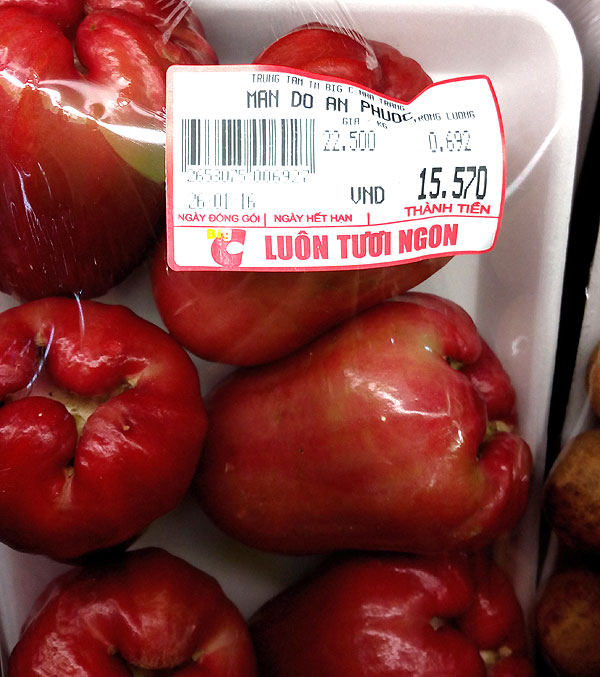 TRUNG TAM TM BIG C NHA TRANG
MAN DO AN PHUOC
GIA / KG TRONG LUONG
22.500 0.692
2653075006927
26 01 16 VND 15.570
NGÀY ĐÓNG GÓI NGÀY HẾT HẠN THÀNH TIỀN
BIG C LUÔN TƯƠI NGON